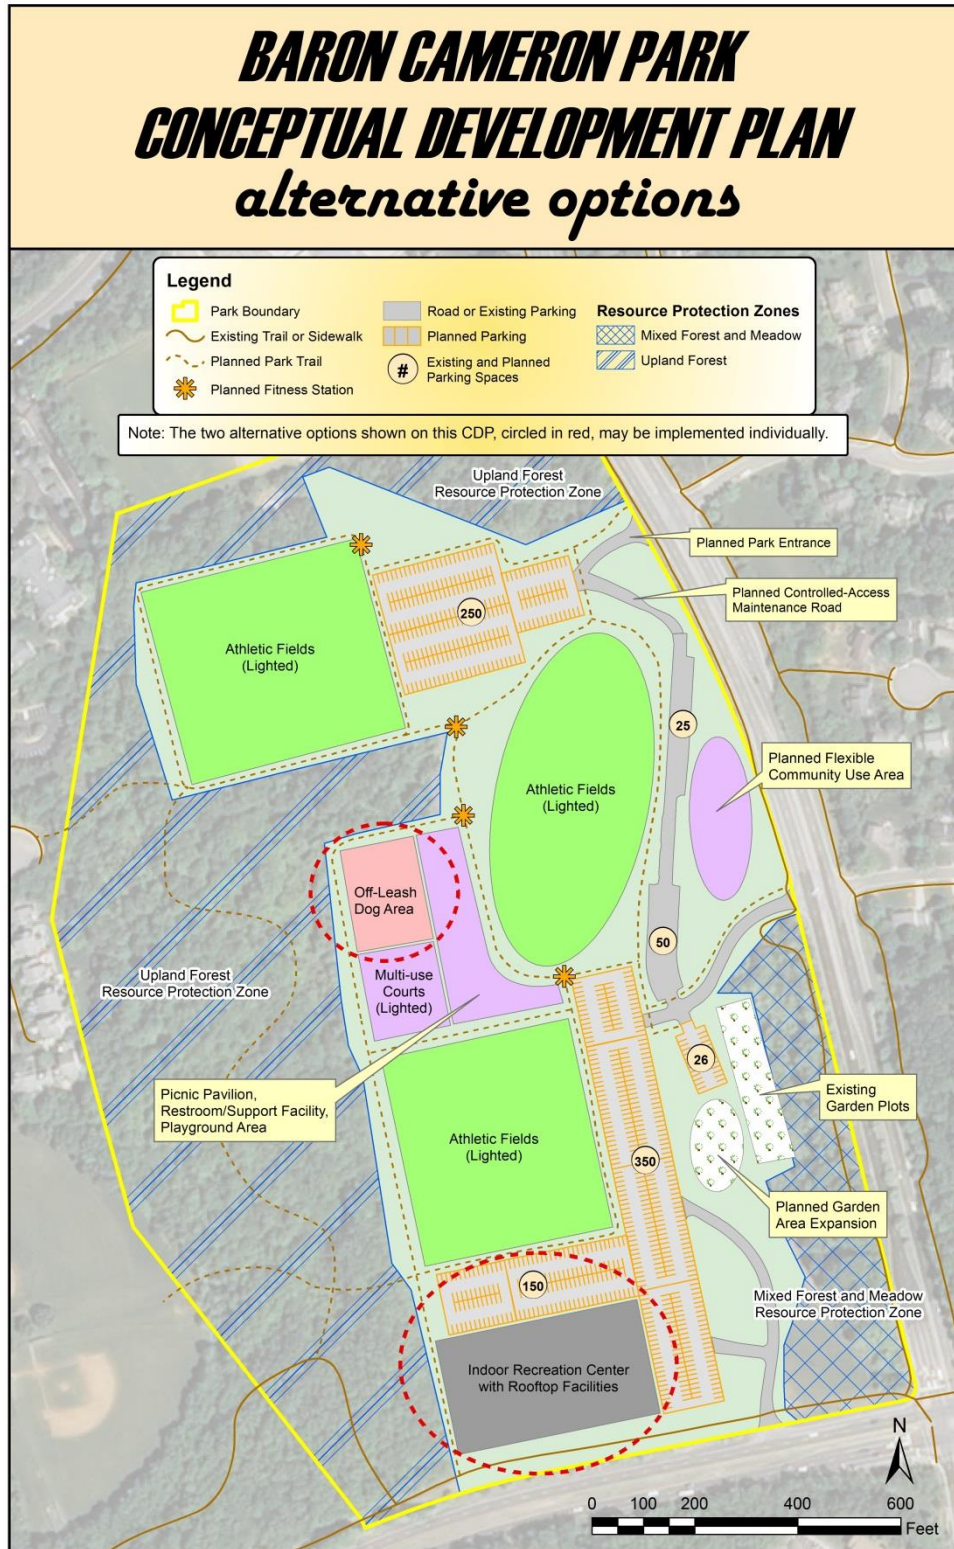 BARON CAMERON PARK
CONCEPTUAL DEVELOPMENT PLAN
alternative options
Legend
Park Boundary
Existing Trail or Sidewalk
Planned Park Trail
Planned Fitness Station
Road or Existing Parking
Planned Parking
#
Existing and Planned
Parking Spaces
Resource Protection Zones
Mixed Forest and Meadow
Upland Forest
Note: The two alternative options shown on this CDP, circled in red, may be implemented individually.
Upland Forest
Resource Protection Zone
Planned Park Entrance
Planned Controlled-Access
Maintenance Road
250
Athletic Fields
(Lighted)
25
Planned Flexible
Community Use Area
Athletic Fields
(Lighted)
Off-Leash
Dog Area
50
Upland Forest
Resource Protection Zone
Multi-use
Courts
(Lighted)
26
Picnic Pavilion,
Restroom/Support Facility,
Playground Area
Existing
Garden Plots
Athletic Fields
(Lighted)
350
Planned Garden
Area Expansion
150
Mixed Forest and Meadow
Resource Protection Zone
Indoor Recreation Center
with Rooftop Facilities
N
0 100 200 400 600
Feet